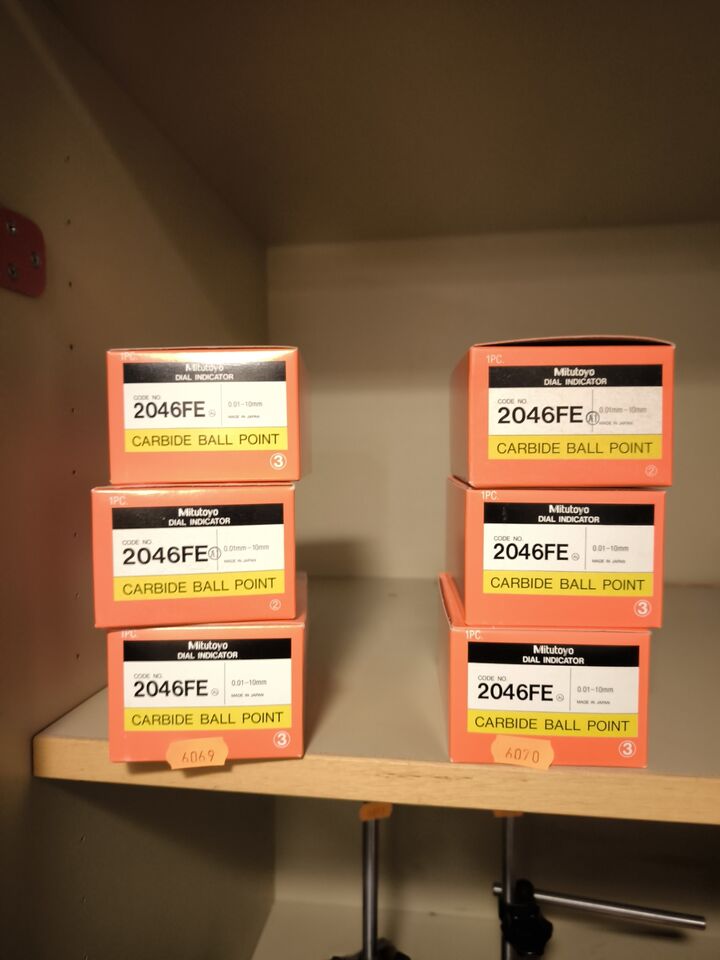 1PC.
Mitutoyo
DIAL INDICATOR
CODE NO.
2046FE
0.01-10mm
MADE IN JAPAN
CARBIDE BALL POINT
3
1PC.
Mitutoyo
DIAL INDICATOR
CODE NO.
2046FE A1
0.01mm-10mm
MADE IN JAPAN
CARBIDE BALL POINT
2
1PC.
Mitutoyo
DIAL INDICATOR
CODE NO.
2046FE
0.01-10mm
MADE IN JAPAN
CARBIDE BALL POINT
3
6069
1PC.
Mitutoyo
DIAL INDICATOR
CODE NO.
2046FE A1
0.01mm-10mm
MADE IN JAPAN
CARBIDE BALL POINT
2
1PC.
Mitutoyo
DIAL INDICATOR
CODE NO.
2046FE
0.01-10mm
MADE IN JAPAN
CARBIDE BALL POINT
3
1PC.
Mitutoyo
DIAL INDICATOR
CODE NO.
2046FE
0.01-10mm
MADE IN JAPAN
CARBIDE BALL POINT
3
6070